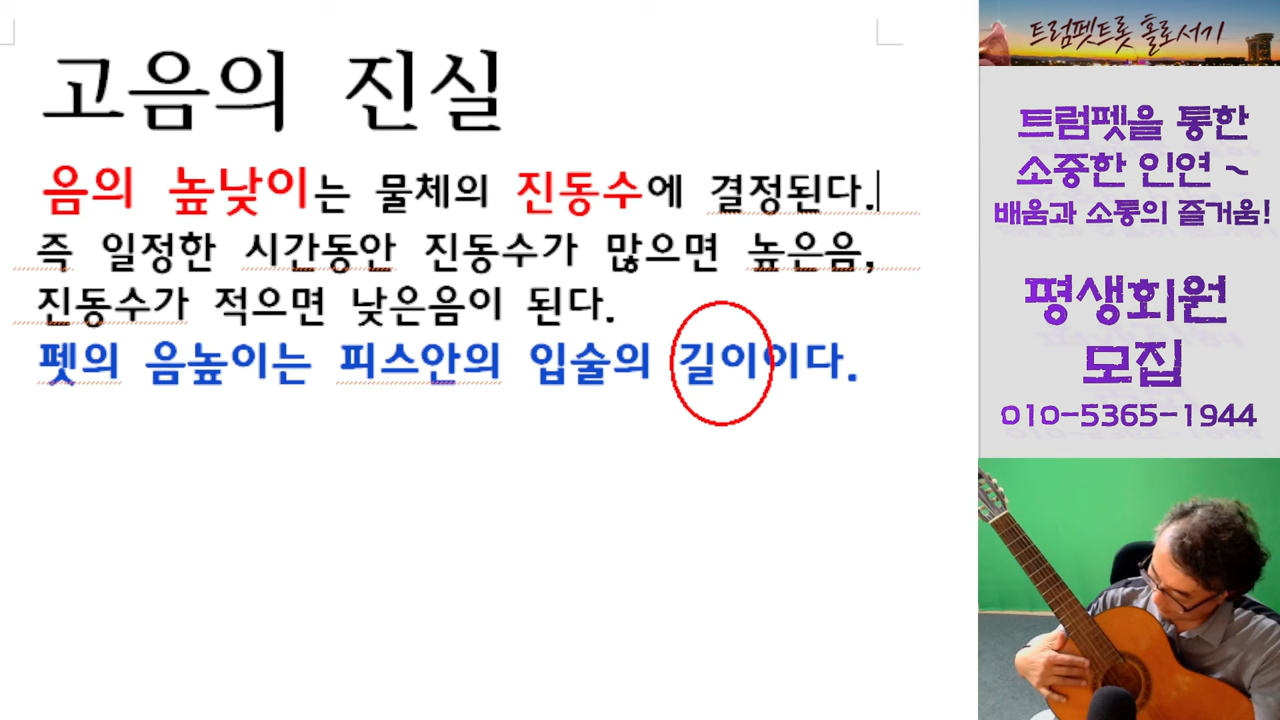 고음의 진실
음의 높낮이는 물체의 진동수에 결정된다.
즉 일정한 시간동안 진동수가 많으면 높은음,
진동수가 적으면 낮은음이 된다.
펫의 음높이는 피스안의 입술의 길이이다.
트럼펫트롯 홀로서기
트럼펫을 통한
소중한 인연 ~
배움과 소통의 즐거움!
평생회원
모집
010-5365-1944